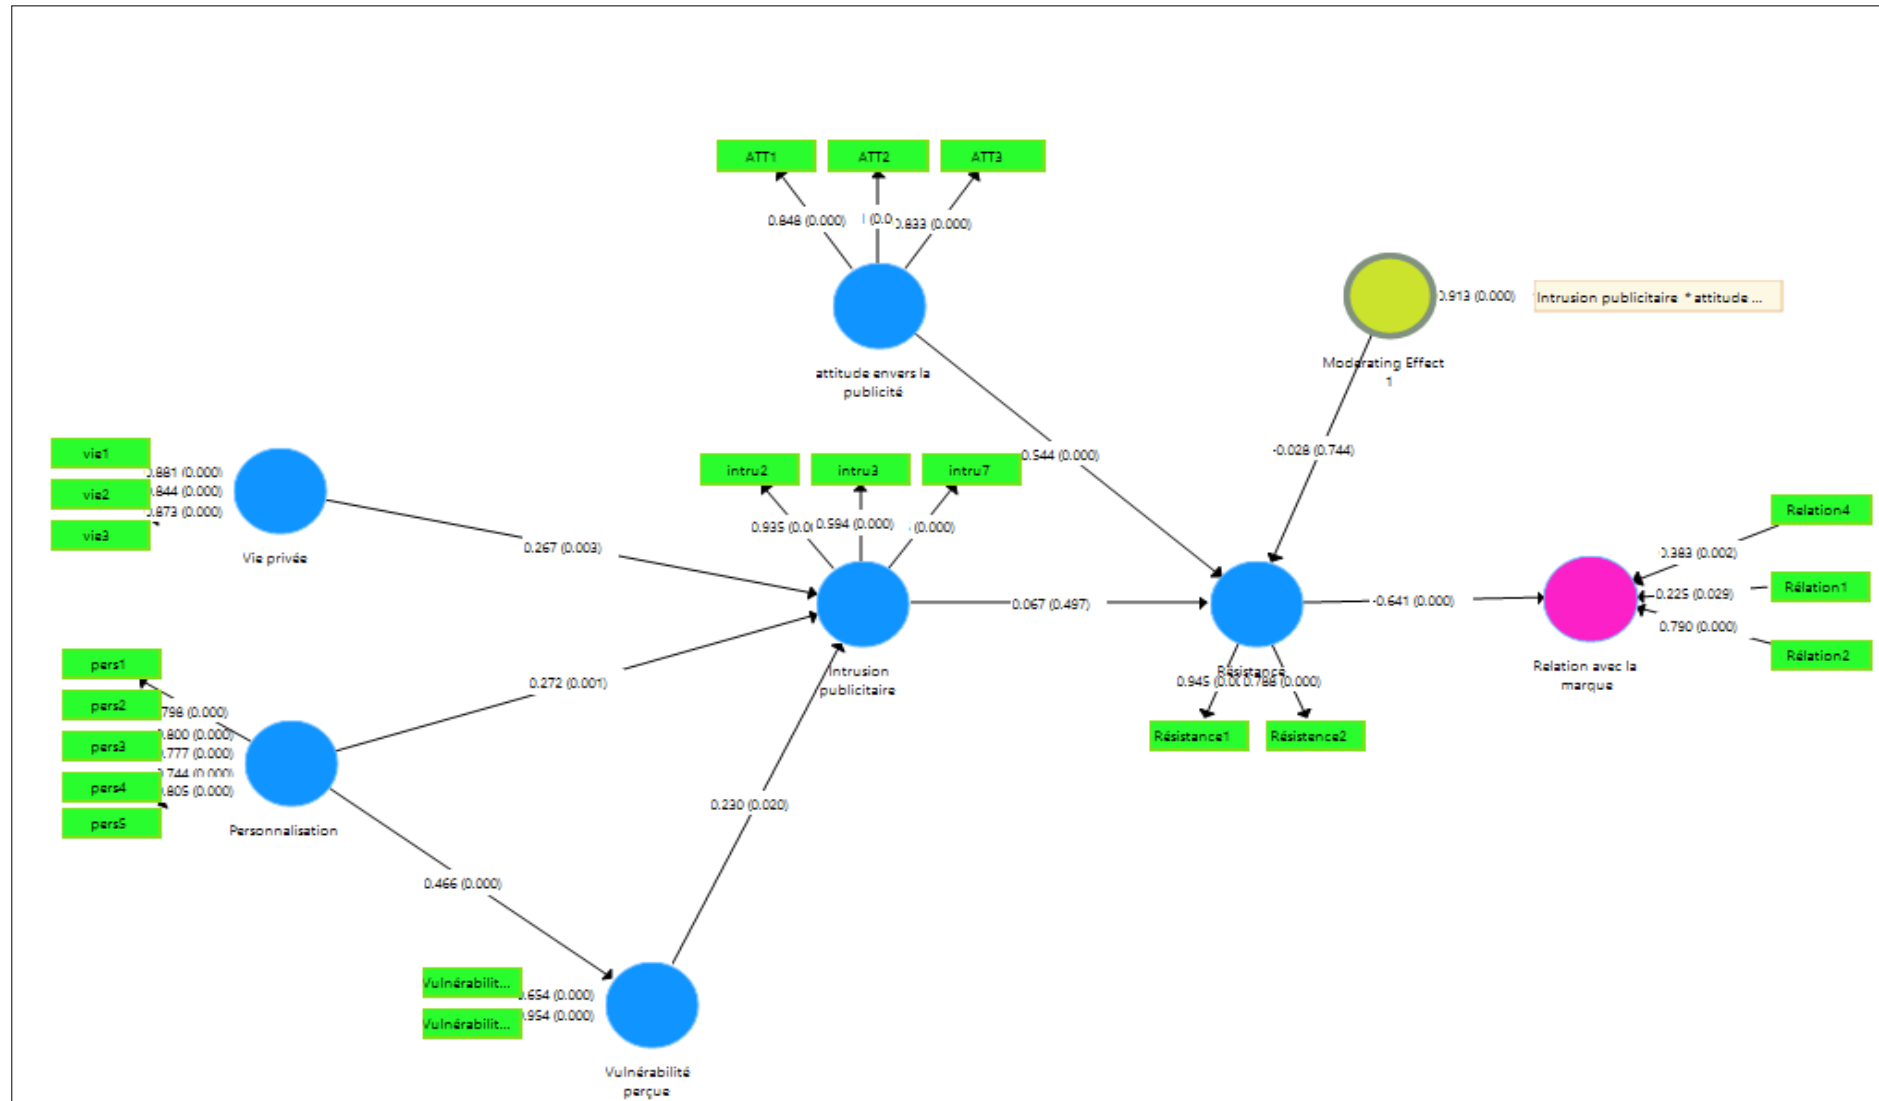 ATT1
ATT2
ATT3
0.848 (0.000)
0.833 (0.000)
attitude envers la
publicité
0.913 (0.000)
Intrusion publicitaire * attitude ...
Moderating Effect
1
0.544 (0.000)
-0.028 (0.744)
vie1
vie2
vie3
0.881 (0.000)
0.844 (0.000)
0.873 (0.000)
Vie privée
0.267 (0.003)
intru2
intru3
intru7
0.935
0.594 (0.000)
(0.000)
Intrusion
publicitaire
0.067 (0.497)
Résistance
0.945
0.788 (0.000)
Résistance1
Résistence2
-0.641 (0.000)
Relation4
Rélation1
Rélation2
0.383 (0.002)
0.225 (0.029)
0.790 (0.000)
Relation avec la
marque
pers1
pers2
pers3
pers4
pers5
0.798 (0.000)
0.800 (0.000)
0.777 (0.000)
0.744 (0.000)
0.805 (0.000)
Personnalisation
0.272 (0.001)
0.230 (0.020)
0.466 (0.000)
Vulnérabilit...
Vulnérabilit...
0.654 (0.000)
0.954 (0.000)
Vulnérabilité
perçue